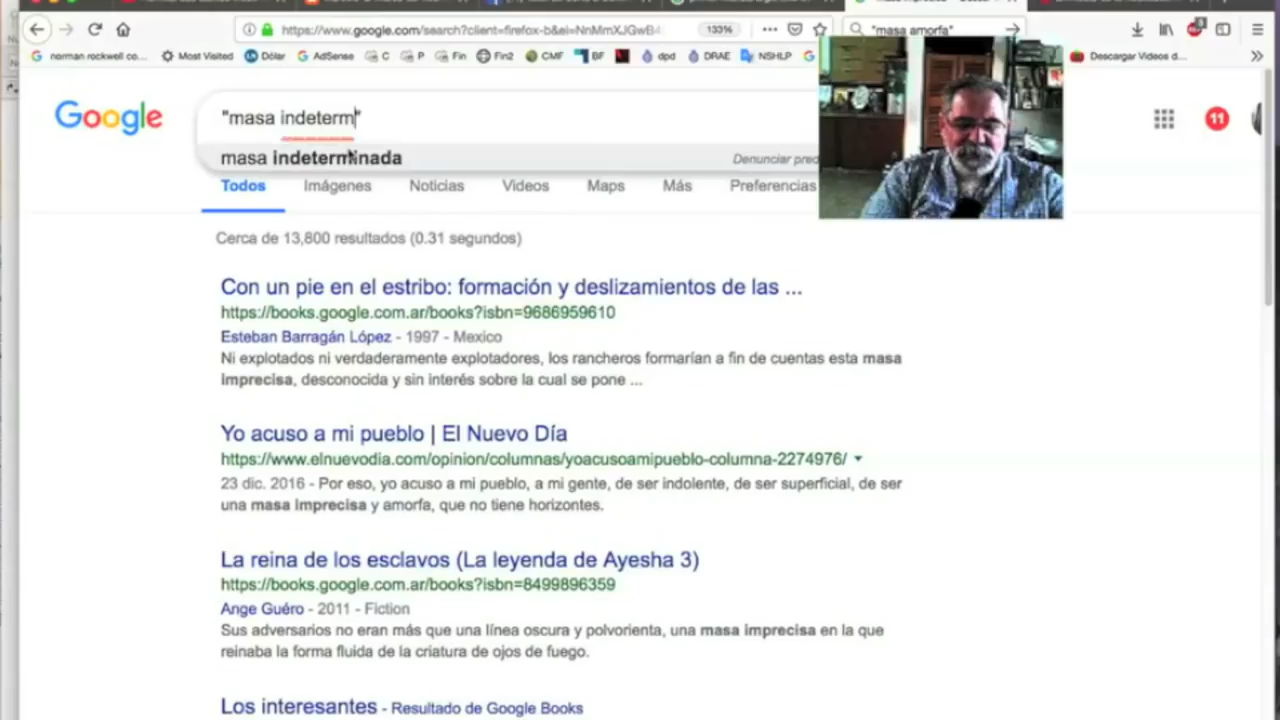 https://www.google.com/search?client=firefox-b&ei=NnMmXJGwB4
133%
"masa amorfa"
norman rockwell co...
Most Visited
Dólar
AdSense
C
P
Fin
Fin2
CMF
BF
dpd
DRAE
NSHLP
Descargar Videos d...
Google
"masa indeterm"
11
masa indeterminada
Denunciar pred
Todos
Imágenes
Noticias
Videos
Maps
Más
Preferencias
Cerca de 13,800 resultados (0.31 segundos)
Con un pie en el estribo: formación y deslizamientos de las ...
https://books.google.com.ar/books?isbn=9686959610
Esteban Barragán López - 1997 - Mexico
Ni explotados ni verdaderamente explotadores, los rancheros formarían a fin de cuentas esta masa
Imprecisa, desconocida y sin interés sobre la cual se pone ...
Yo acuso a mi pueblo | El Nuevo Día
https://www.elnuevodia.com/opinion/columnas/yoacusoamipueblo-columna-2274976/
23 dic. 2016 - Por eso, yo acuso a mi pueblo, a mi gente, de ser indolente, de ser superficial, de ser
una masa Imprecisa y amorfa, que no tiene horizontes.
La reina de los esclavos (La leyenda de Ayesha 3)
https://books.google.com.ar/books?isbn=8499896359
Ange Guéro - 2011 - Fiction
Sus adversarios no eran más que una línea oscura y polvorienta, una masa imprecisa en la que
reinaba la forma fluida de la criatura de ojos de fuego.
Los interesantes - Resultado de Google Books